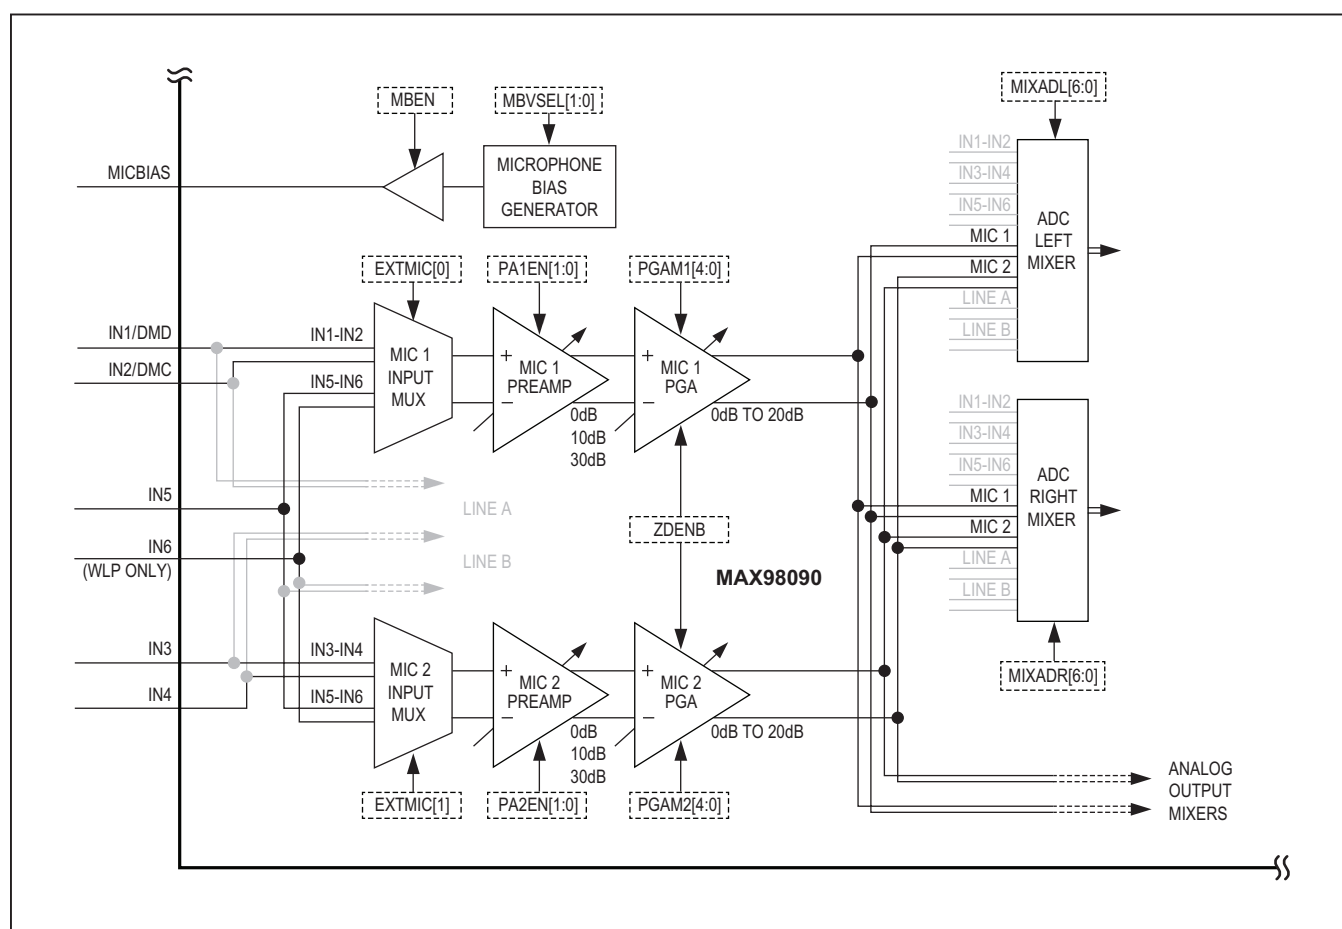 MBEN
MBVSEL[1:0]
MIXADL[6:0]
MICBIAS
MICROPHONE
BIAS
GENERATOR
IN1-IN2
IN3-IN4
IN5-IN6
MIC 1
MIC 2
LINE A
LINE B
ADC
LEFT
MIXER
EXTMIC[0]
PA1EN[1:0]
PGAM1[4:0]
IN1/DMD
IN2/DMC
IN1-IN2
IN5-IN6
MIC 1
INPUT
MUX
+
MIC 1
PREAMP
−
0dB
10dB
30dB
+
MIC 1
PGA
−
0dB TO 20dB
IN1-IN2
IN3-IN4
IN5-IN6
MIC 1
MIC 2
LINE A
LINE B
ADC
RIGHT
MIXER
IN5
LINE A
IN6
(WLP ONLY)
LINE B
ZDENB
MAX98090
IN3
IN4
IN3-IN4
IN5-IN6
MIC 2
INPUT
MUX
+
MIC 2
PREAMP
−
0dB
10dB
30dB
+
MIC 2
PGA
−
0dB TO 20dB
MIXADR[6:0]
EXTMIC[1]
PA2EN[1:0]
PGAM2[4:0]
ANALOG
OUTPUT
MIXERS